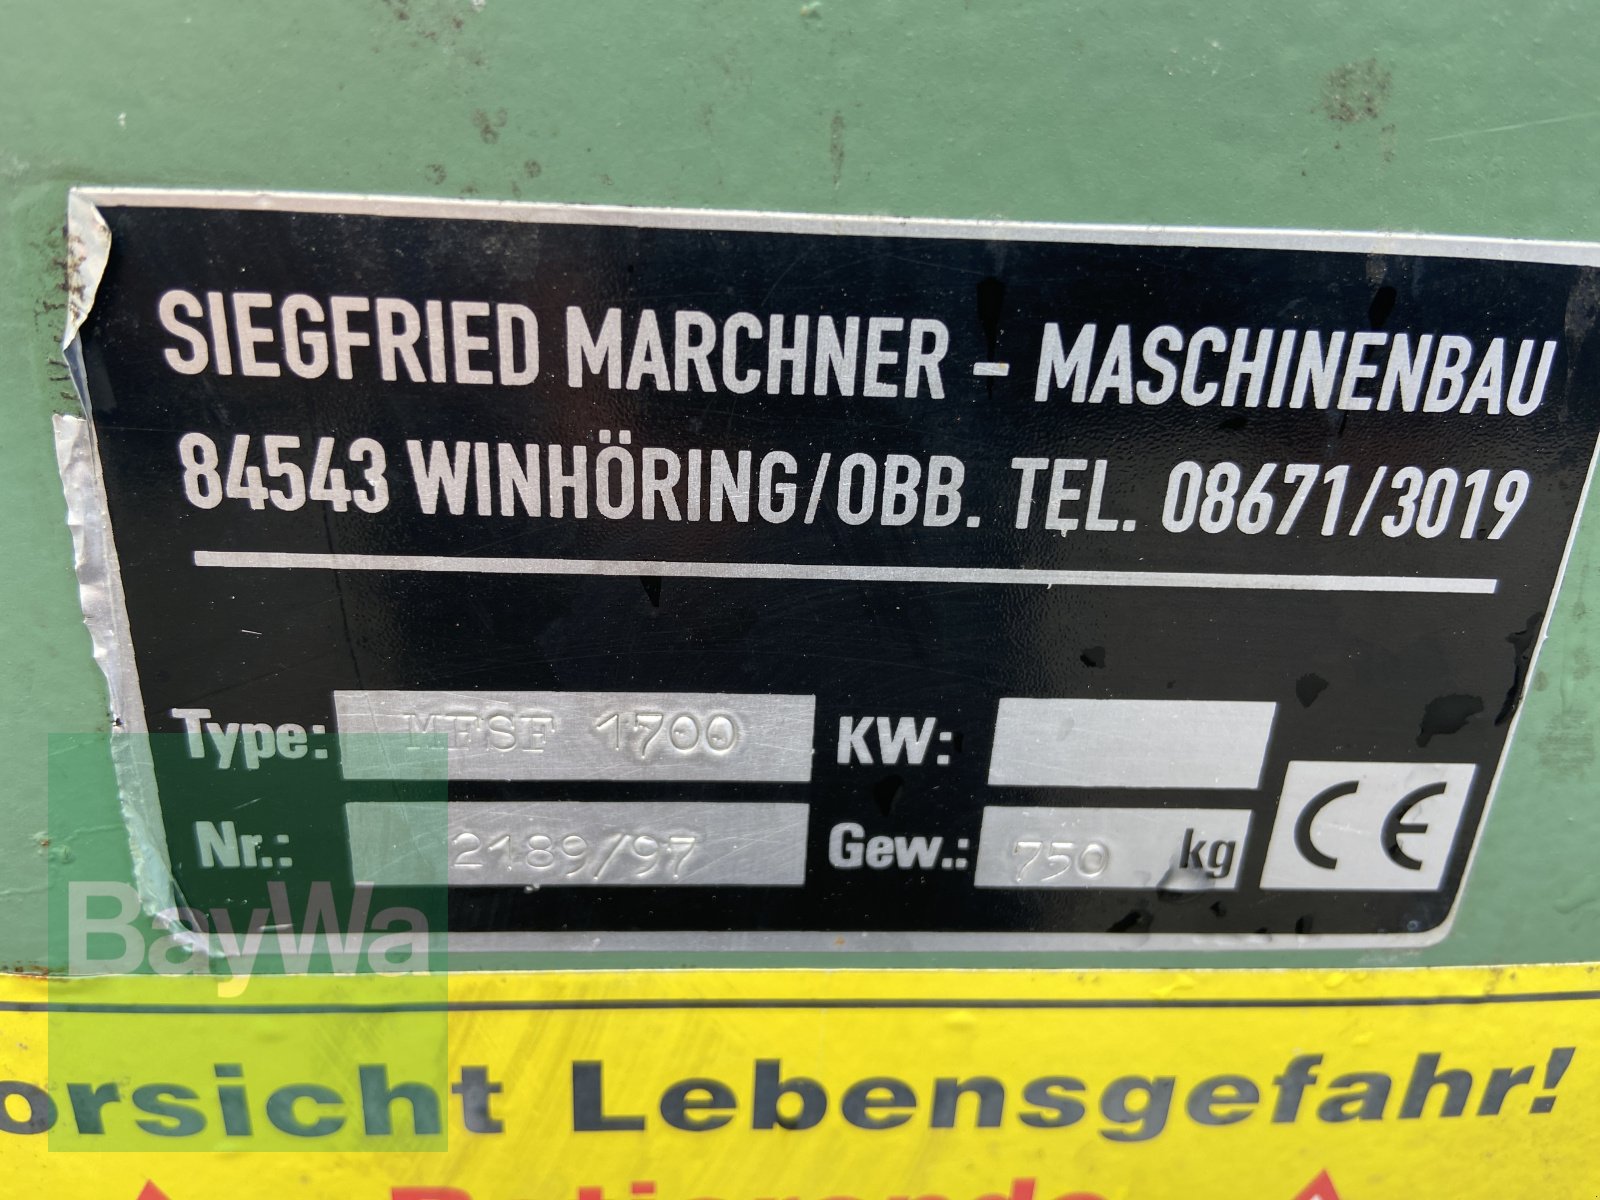 SIEGFRIED MARCHNER - MASCHINENBAU
84543 WINHÖRING/OBB. TEL. 08671/3019
Type: MFSF 1700 KW:
Nr.: 2189/97 Gew.: 750 kg CE
BayWa
orsicht Lebensgefahr!